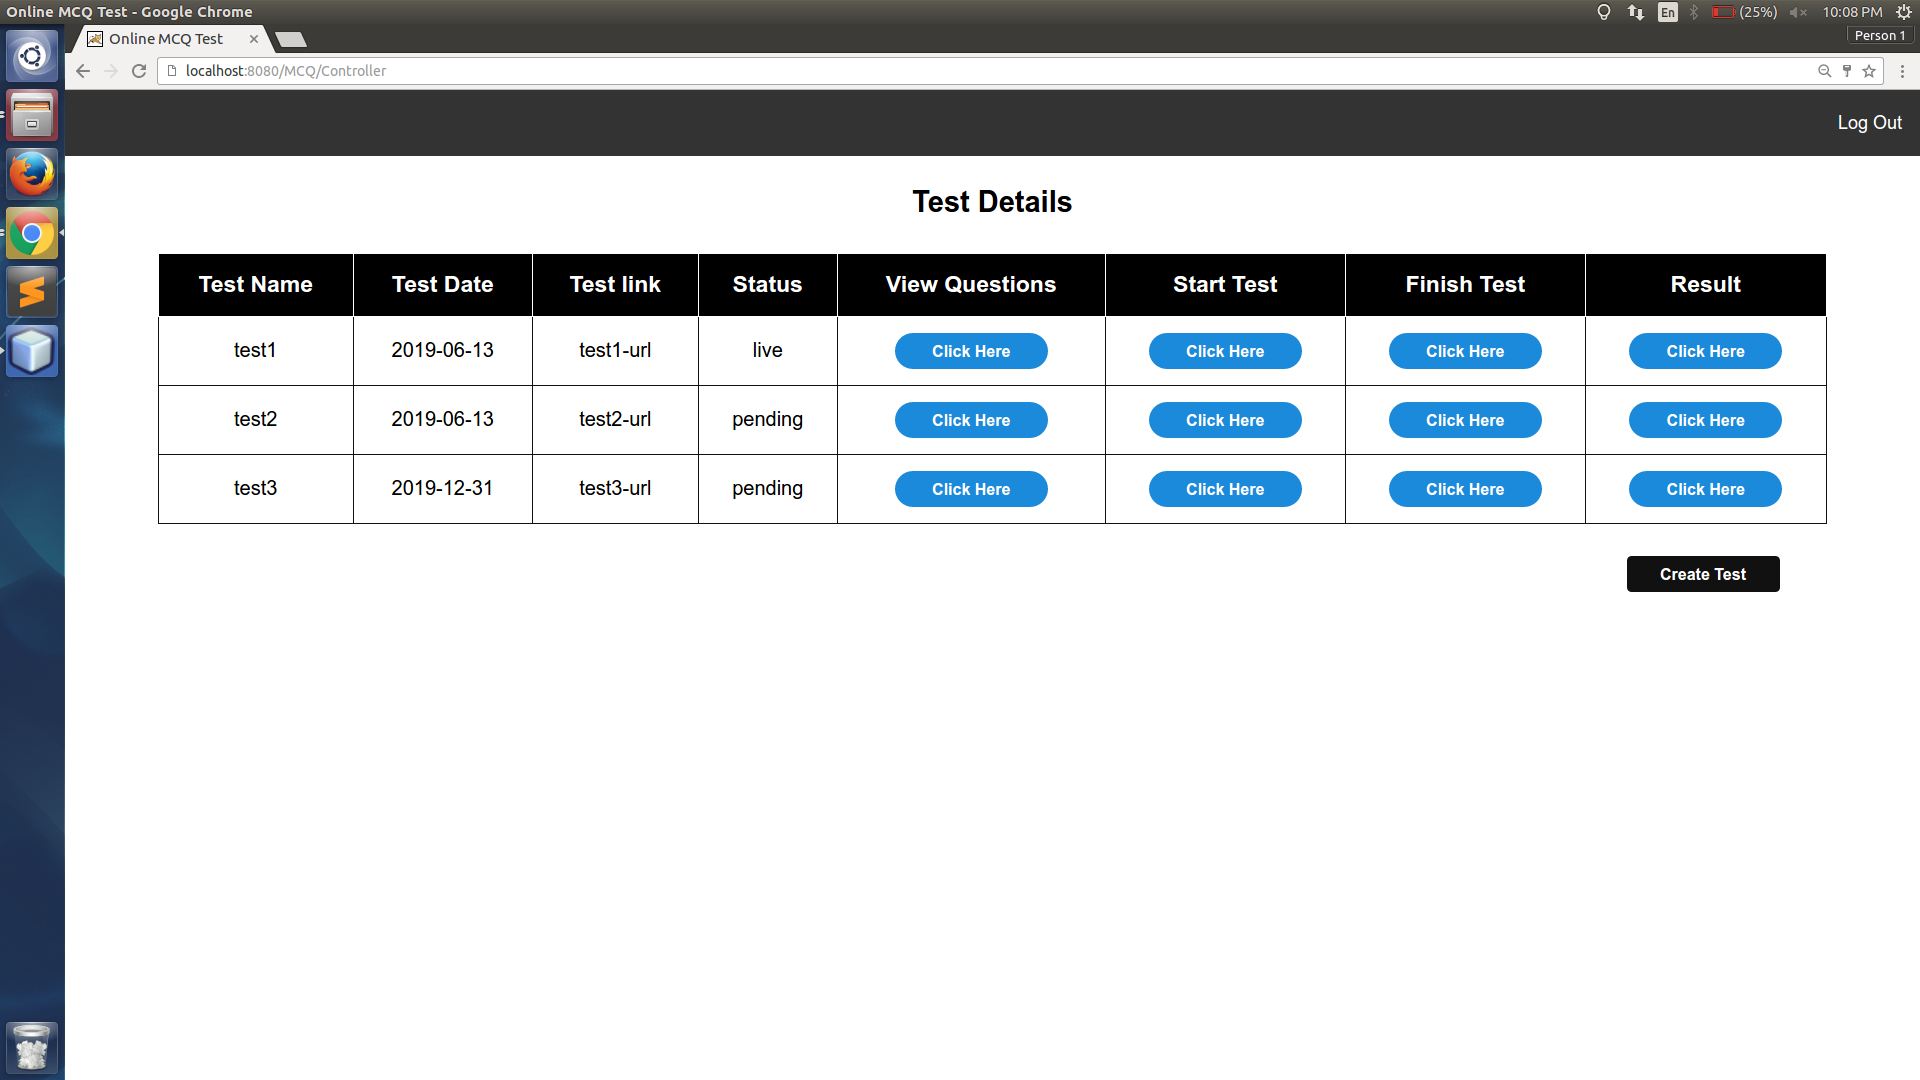 Online MCQ Test - Google Chrome
En (25%) 10:08 PM
Online MCQ Test
Person 1
localhost:8080/MCQ/Controller
Log Out
Test Details
Test Name Test Date Test link Status View Questions Start Test Finish Test Result
test1 2019-06-13 test1-url live Click Here Click Here Click Here Click Here
test2 2019-06-13 test2-url pending Click Here Click Here Click Here Click Here
test3 2019-12-31 test3-url pending Click Here Click Here Click Here Click Here
Create Test